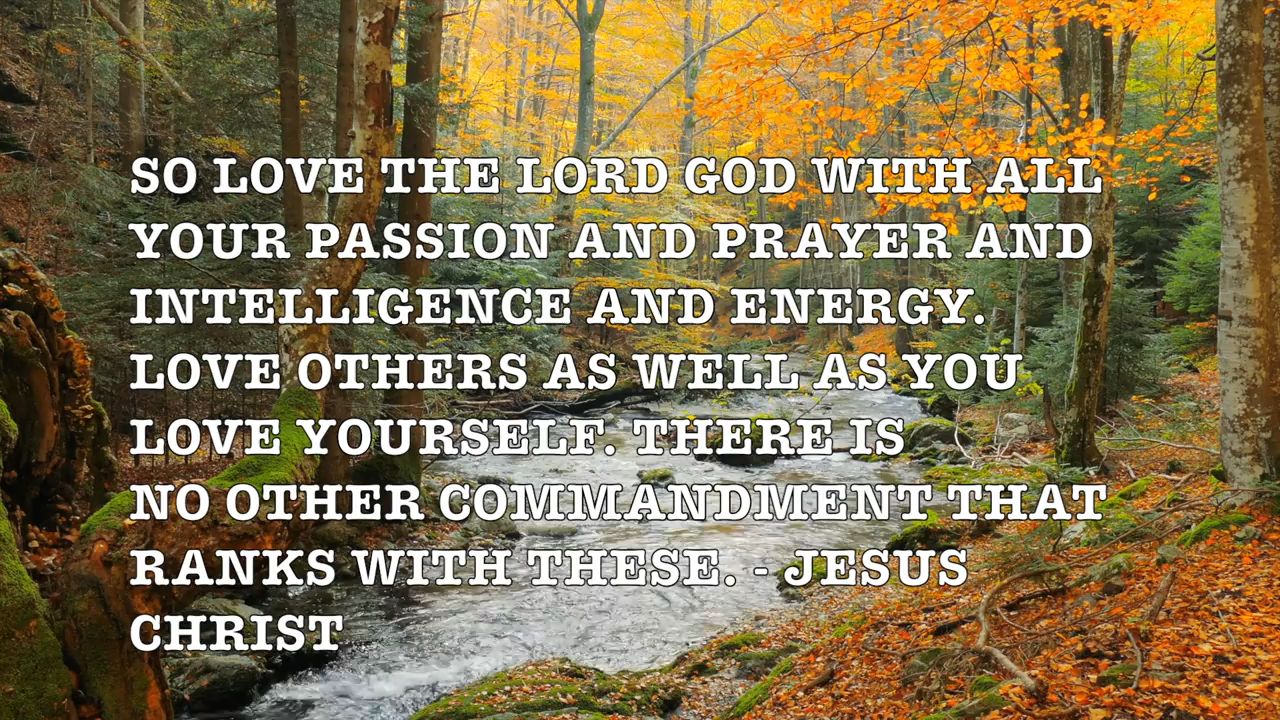 SO LOVE THE LORD GOD WITH ALL
YOUR PASSION AND PRAYER AND
INTELLIGENCE AND ENERGY.
LOVE OTHERS AS WELL AS YOU
LOVE YOURSELF. THERE IS
NO OTHER COMMANDMENT THAT
RANKS WITH THESE. - JESUS
CHRIST